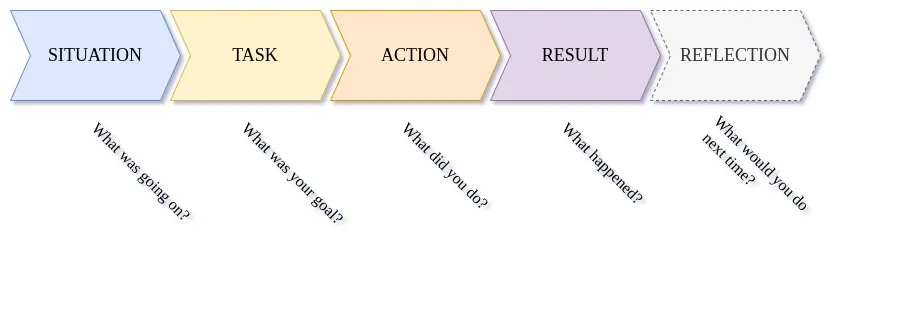 SITUATION
TASK
ACTION
RESULT
REFLECTION
What was going on?
What was your goal?
What did you do?
What happened?
What would you do
next time?